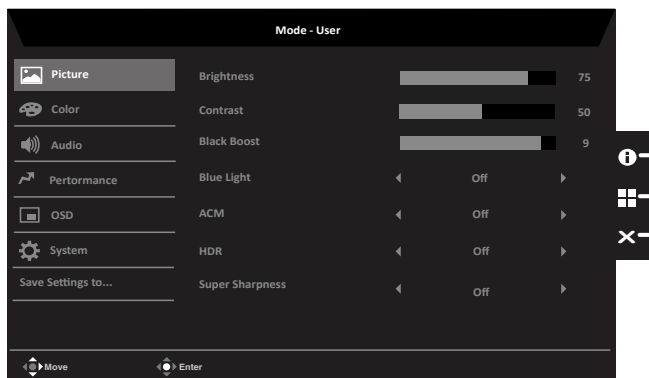 Mode - User
Picture
Brightness 75
Color
Contrast 50
Audio
Black Boost 9
Pertormance
Blue Light Off
OSD
ACM Off
System
HDR Off
Save Settings to...
Super Sharpness Off
Move Enter